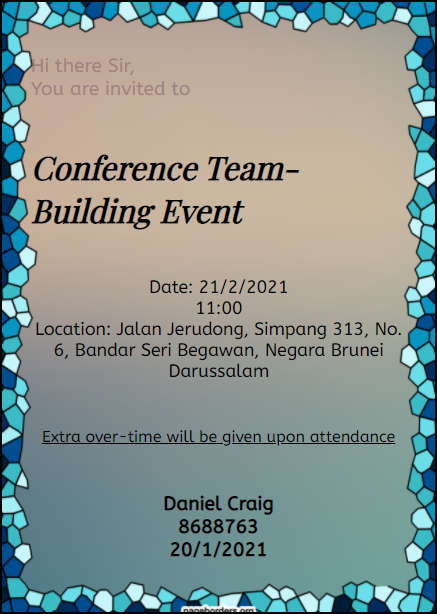 Hi there Sir,
You are invited to
Conference Team-
Building Event
Date: 21/2/2021
11:00
Location: Jalan Jerudong, Simpang 313, No.
6, Bandar Seri Begawan, Negara Brunei
Darussalam
Extra over-time will be given upon attendance
Daniel Craig
8688763
20/1/2021
pageborders.org